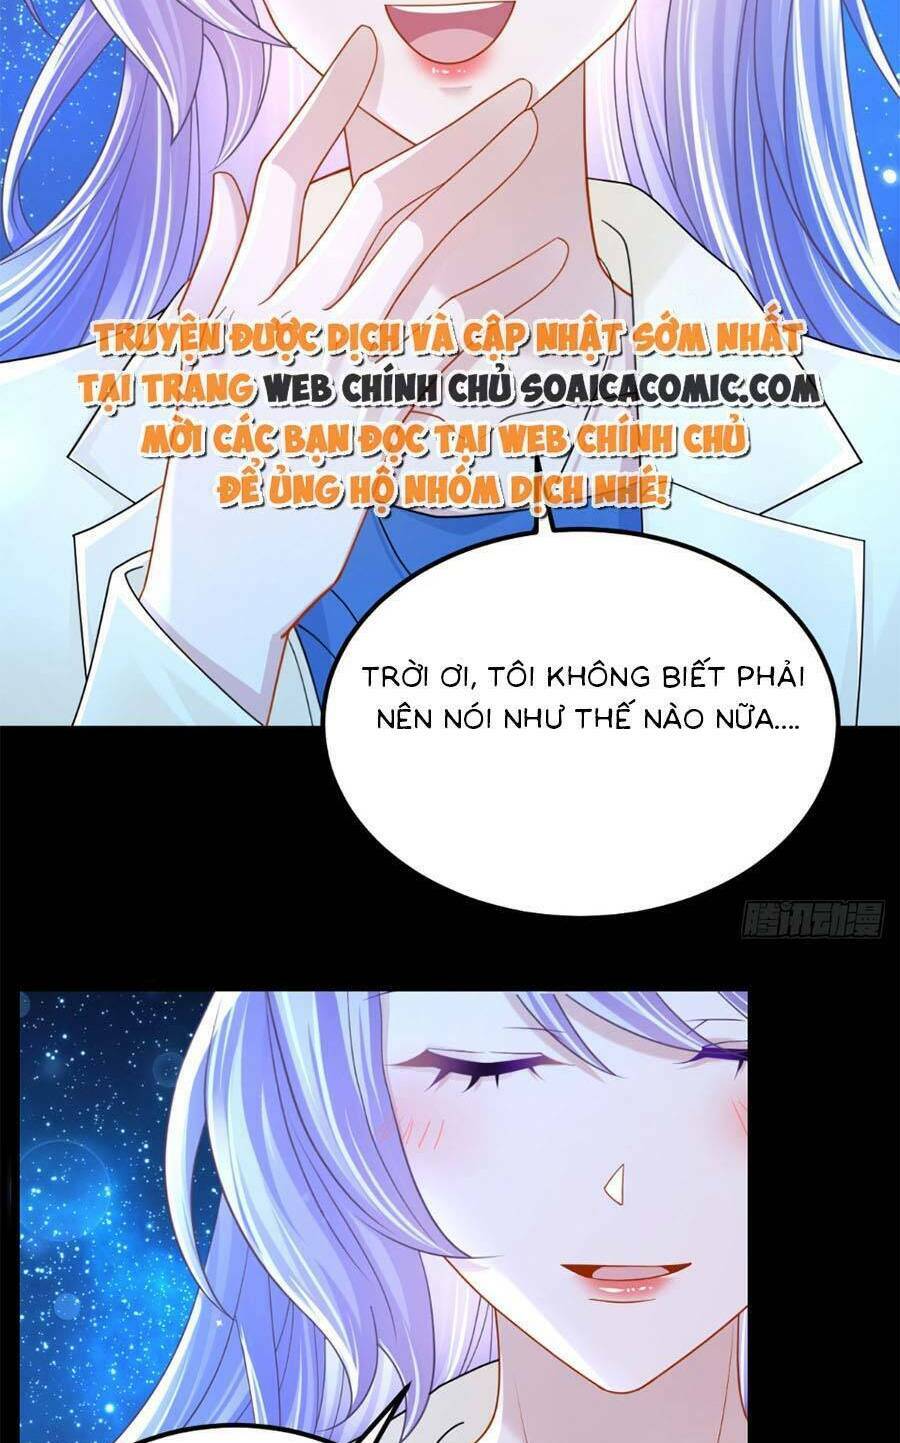 TRUYỆN ĐƯỢC DỊCH VÀ CẬP NHẬT SỚM NHẤT
TẠI TRANG WEB CHÍNH CHỦ SOAICACOMIC.COM
MỜI CÁC BẠN ĐỌC TẠI WEB CHÍNH CHỦ
ĐỂ ỦNG HỘ NHÓM DỊCH NHÉ!
TRỜI ƠI, TÔI KHÔNG BIẾT PHẢI
NÊN NÓI NHƯ THẾ NÀO NỮA....
腾讯动漫